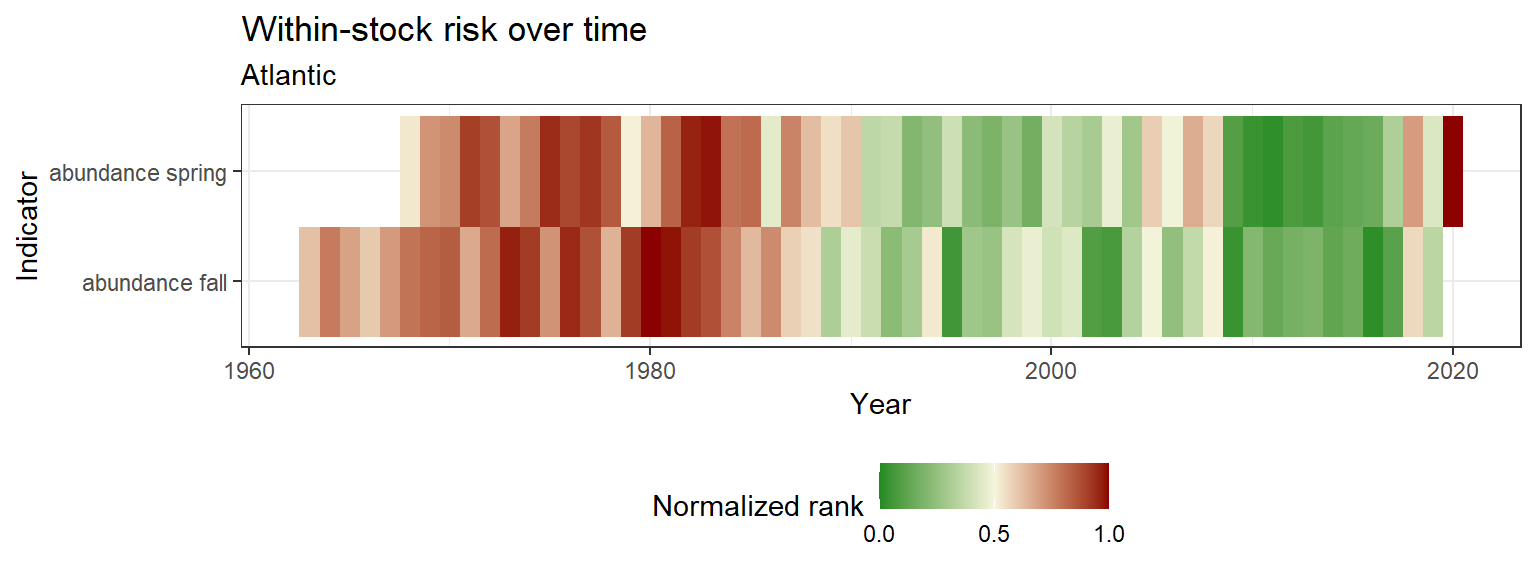 Within-stock risk over time
Atlantic
Indicator
abundance spring
abundance fall
1960 1980 2000 2020
Year
Normalized rank
0.0 0.5 1.0